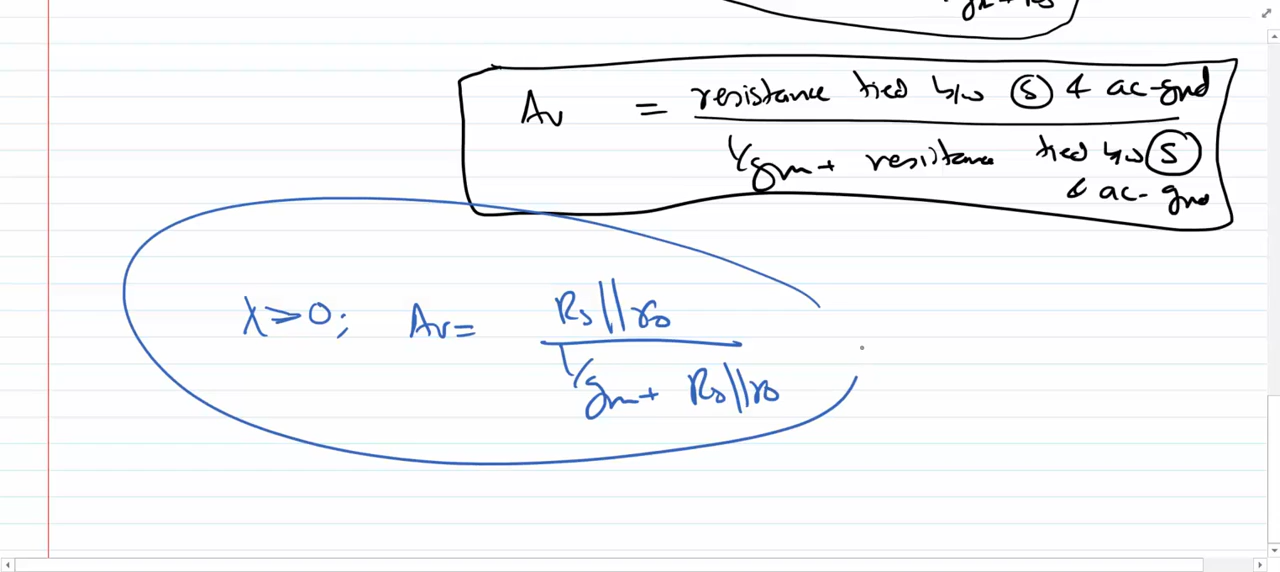 Av = resistance tied b/w S & ac-gnd
1/gm + resistance tied b/w S
& ac-gnd
λ>0; Av= Rs||ro
1/gm + Rs||ro